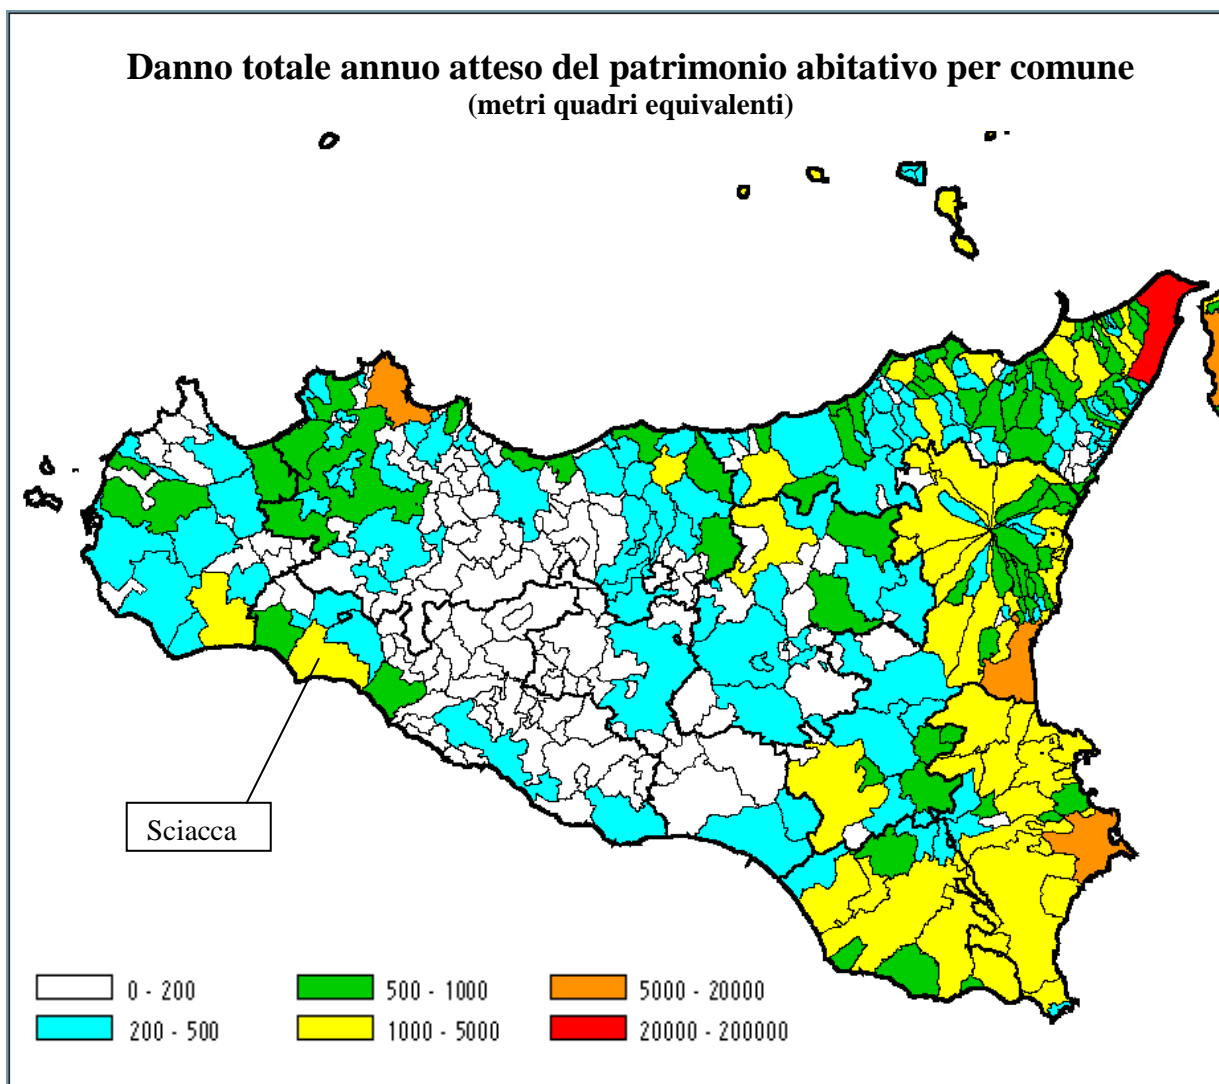 Danno totale annuo atteso del patrimonio abitativo per comune
(metri quadri equivalenti)
Sciacca
0 - 200
500 - 1000
5000 - 20000
200 - 500
1000 - 5000
20000 - 200000